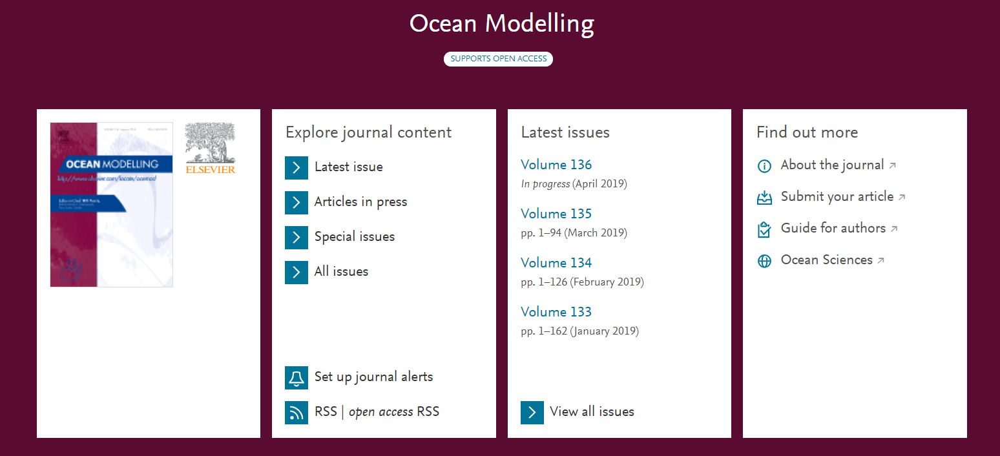 Ocean Modelling
SUPPORTS OPEN ACCESS
OCEAN MODELLING
ELSEVIER
Explore journal content
Latest issue
Articles in press
Special issues
All issues
Set up journal alerts
RSS | open access RSS
Latest issues
Volume 136
In progress (April 2019)
Volume 135
pp. 1–94 (March 2019)
Volume 134
pp. 1–126 (February 2019)
Volume 133
pp. 1–162 (January 2019)
View all issues
Find out more
About the journal
Submit your article
Guide for authors
Ocean Sciences